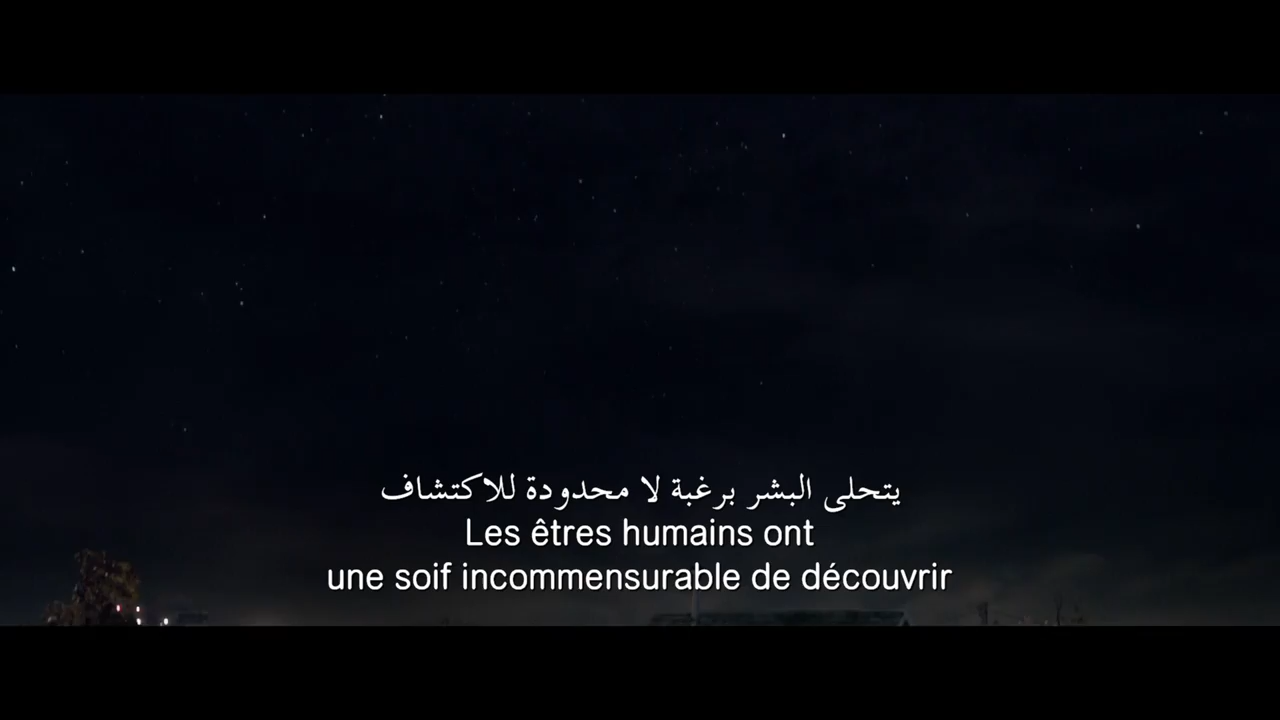 يتحلى البشر برغبة لا محدودة للاكتشاف
Les êtres humains ont
une soif incommensurable de découvrir